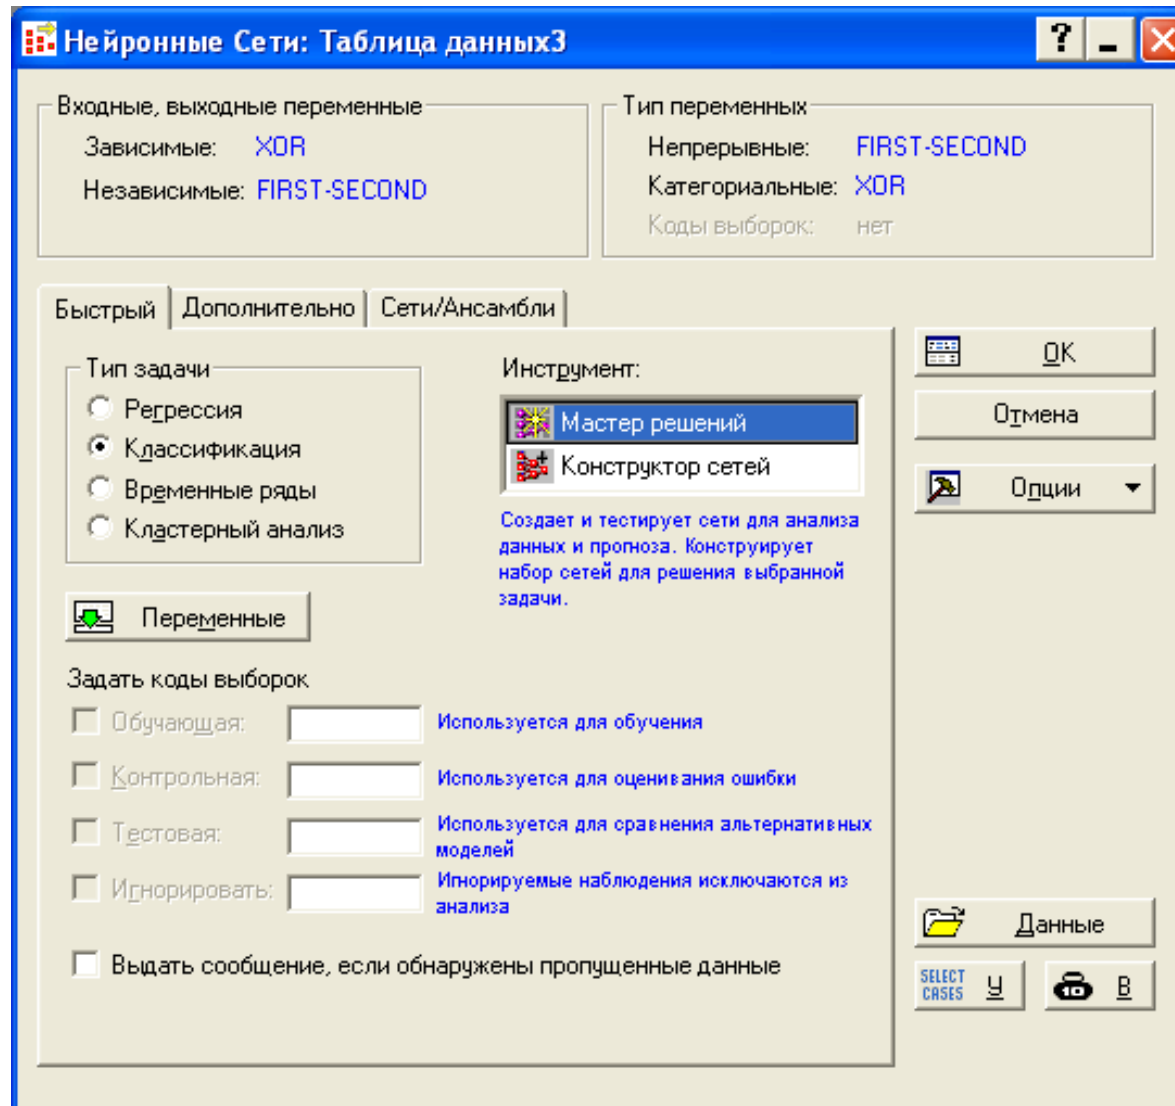 Нейронные Сети: Таблица данных3
Входные, выходные переменные
Зависимые: XOR
Независимые: FIRST-SECOND
Тип переменных
Непрерывные: FIRST-SECOND
Категориальные: XOR
Коды выборок: нет
Быстрый Дополнительно Сети/Ансамбли
Тип задачи
Регрессия
Классификация
Временные ряды
Кластерный анализ
Инструмент:
Мастер решений
Конструктор сетей
Создает и тестирует сети для анализа
данных и прогноза. Конструирует
набор сетей для решения выбранной
задачи.
Переменные
Задать коды выборок
Обучающая: Используется для обучения
Контрольная: Используется для оценивания ошибки
Тестовая: Используется для сравнения альтернативных
моделей
Игнорировать: Игнорируемые наблюдения исключаются из
анализа
Выдать сообщение, если обнаружены пропущенные данные
OK
Отмена
Опции
Данные
SELECT
CASES
У
10
В